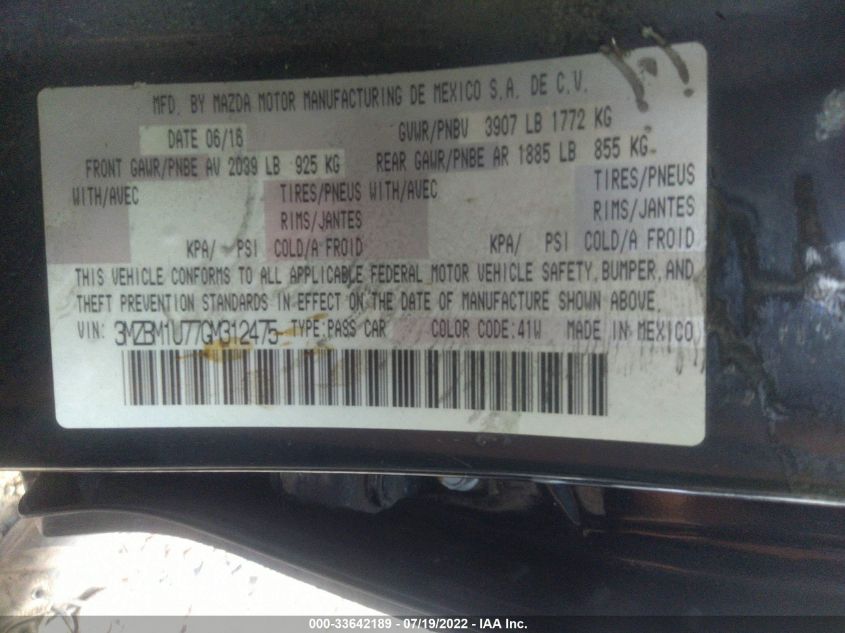 MFD. BY MAZDA MOTOR MANUFACTURING DE MEXICO S.A. DE C.V.
DATE 06/16 GVWR/PNBV 3907 LB 1772 KG
FRONT GAWR/PNBE AV 2039 LB 925 KG REAR GAWR/PNBE AR 1885 LB 855 KG
WITH/AVEC TIRES/PNEUS WITH/AVEC TIRES/PNEUS
RIMS/JANTES RIMS/JANTES
KPA/ PSI COLD/A FROID KPA/ PSI COLD/A FROID
THIS VEHICLE CONFORMS TO ALL APPLICABLE FEDERAL MOTOR VEHICLE SAFETY, BUMPER, AND
THEFT PREVENTION STANDARDS IN EFFECT ON THE DATE OF MANUFACTURE SHOWN ABOVE.
VIN: 3MZBM1U77GM312475 TYPE:PASS CAR COLOR CODE:41W MADE IN MEXICO
000-33642189 - 07/19/2022 - IAA Inc.